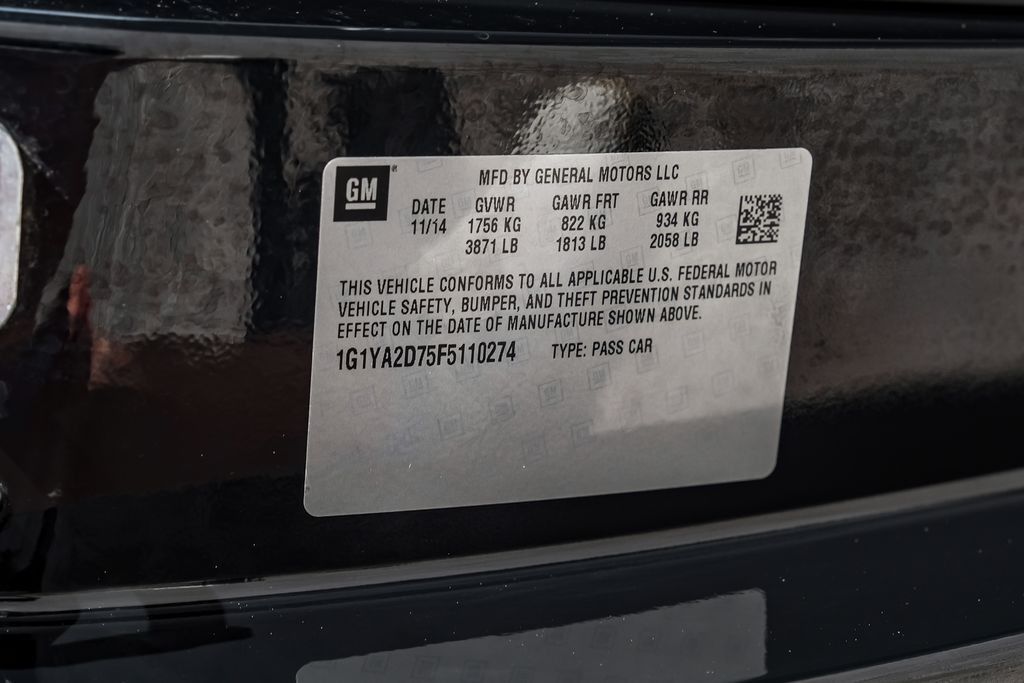 GM®
MFD BY GENERAL MOTORS LLC
DATE GVWR GAWR FRT GAWR RR
11/14 1756 KG 822 KG 934 KG
3871 LB 1813 LB 2058 LB
THIS VEHICLE CONFORMS TO ALL APPLICABLE U.S. FEDERAL MOTOR
VEHICLE SAFETY, BUMPER, AND THEFT PREVENTION STANDARDS IN
EFFECT ON THE DATE OF MANUFACTURE SHOWN ABOVE.
1G1YA2D75F5110274 TYPE: PASS CAR